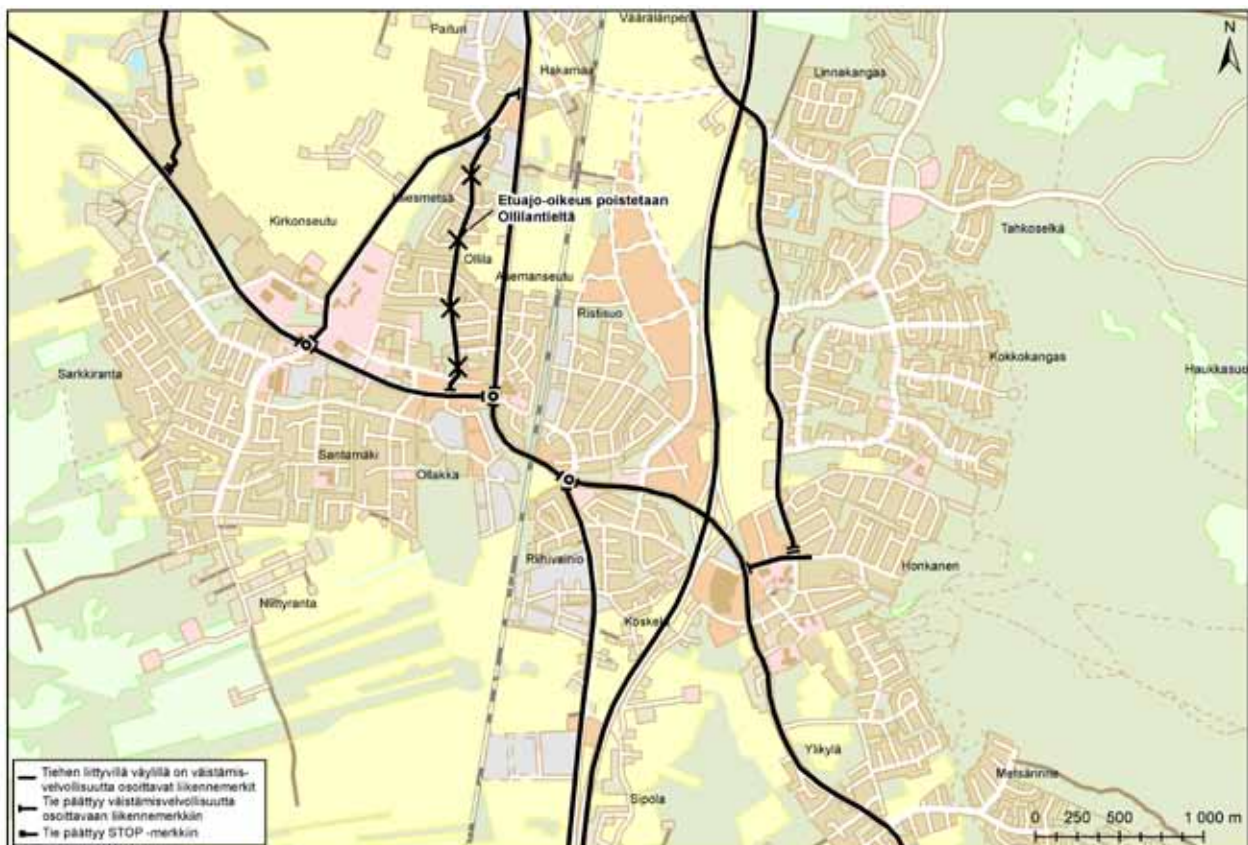 Paituri
Väärälänperä
N
Hakamaa
Linnakangas
Etuajo-oikeus poistetaan
Ollilantieltä
Kirkonseutu
Tahkoselkä
Ollila
Asemanseutu
Ristisuo
Kokkokangas
Sarkkiranta
Haukkasuo
Santamäki
Ollakka
Riihivainio
Honkanen
Niittyranta
Koskela
Ylikylä
Metsärinne
Sipola
Tiehen liittyvillä väylillä on väistämis-
velvollisuutta osoittavat liikennemerkit
Tie päättyy väistämisvelvollisuutta
osoittavaan liikennemerkkiin
Tie päättyy STOP -merkkiin
0 250 500 1 000 m